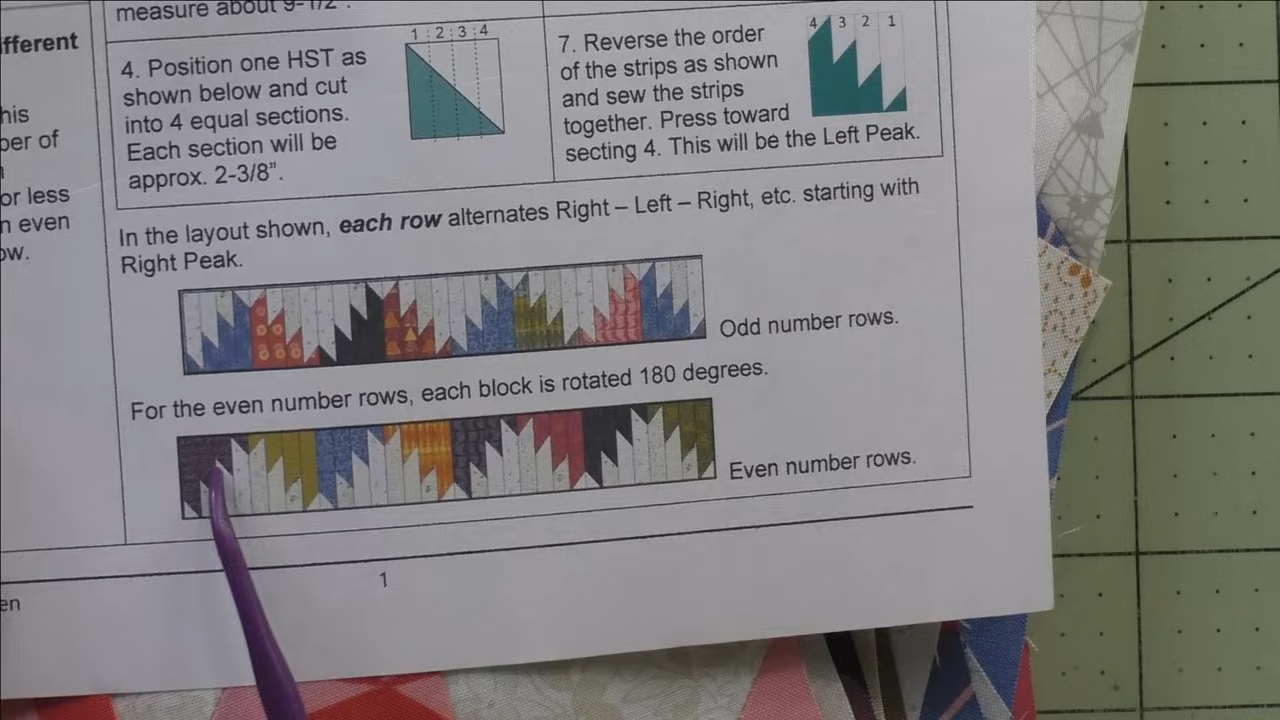 measure about 9-1/2".
fferent
his
ber of
or less
n even
ow.
4. Position one HST as
shown below and cut
into 4 equal sections.
Each section will be
approx. 2-3/8”.
1 2 3 4
7. Reverse the order
of the strips as shown
and sew the strips
together. Press toward
secting 4. This will be the Left Peak.
4 3 2 1
In the layout shown, each row alternates Right – Left – Right, etc. starting with
Right Peak.
Odd number rows.
For the even number rows, each block is rotated 180 degrees.
Even number rows.
1
en